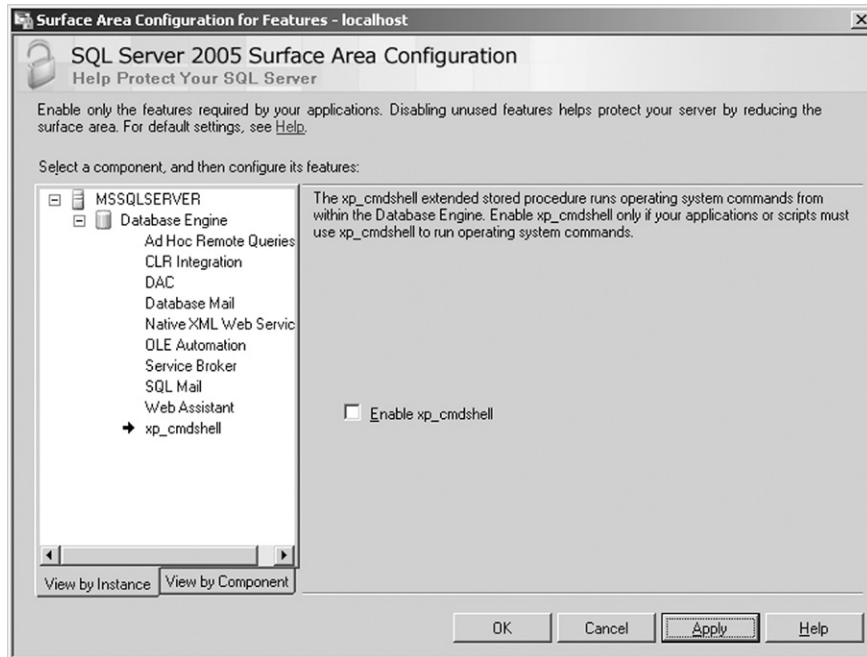 Surface Area Configuration for Features - localhost
SQL Server 2005 Surface Area Configuration
Help Protect Your SQL Server
Enable only the features required by your applications. Disabling unused features helps protect your server by reducing the
surface area. For default settings, see Help.
Select a component, and then configure its features:
MSSQLSERVER
Database Engine
Ad Hoc Remote Queries
CLR Integration
DAC
Database Mail
Native XML Web Servic
OLE Automation
Service Broker
SQL Mail
Web Assistant
xp_cmdshell
View by Instance
View by Component
The xp_cmdshell extended stored procedure runs operating system commands from
within the Database Engine. Enable xp_cmdshell only if your applications or scripts must
use xp_cmdshell to run operating system commands.
Enable xp_cmdshell
OK
Cancel
Apply
Help